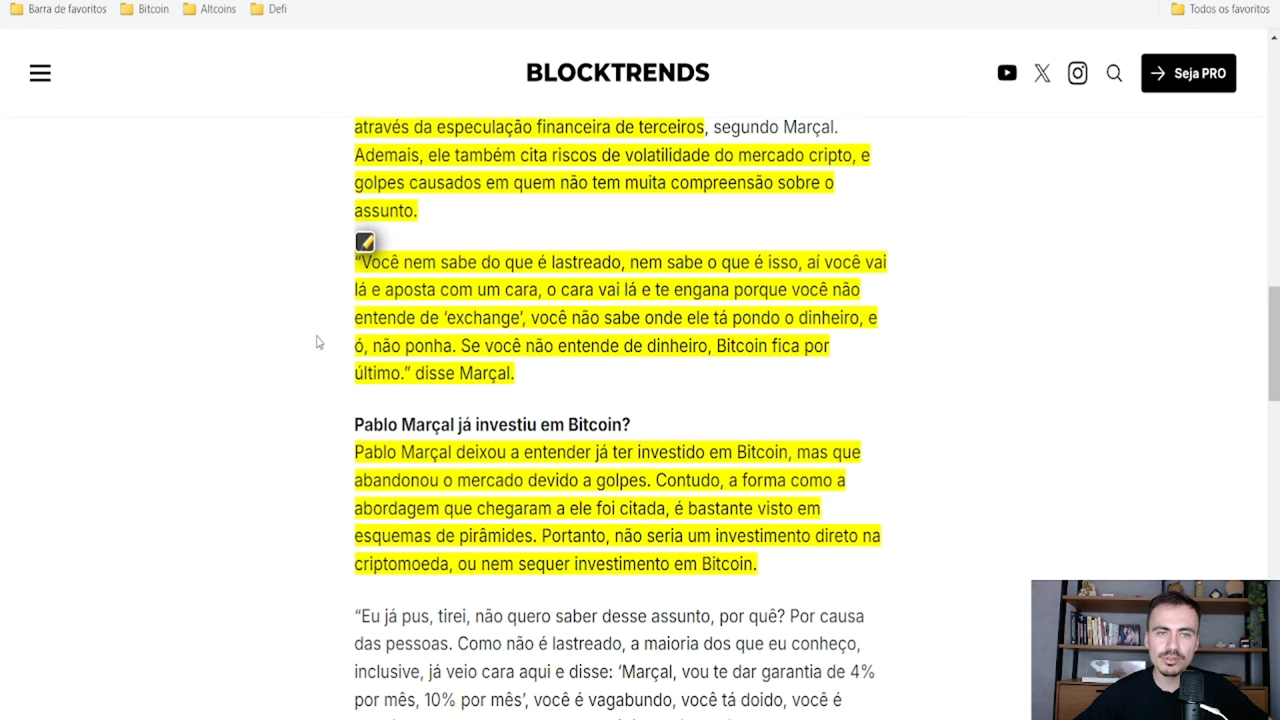 Barra de favoritos Bitcoin Altcoins Defi Todos os favoritos
BLOCKTRENDS
Seja PRO
através da especulação financeira de terceiros, segundo Marçal.
Ademais, ele também cita riscos de volatilidade do mercado cripto, e
golpes causados em quem não tem muita compreensão sobre o
assunto.
“Você nem sabe do que é lastreado, nem sabe o que é isso, aí você vai
lá e aposta com um cara, o cara vai lá e te engana porque você não
entende de ‘exchange’, você não sabe onde ele tá pondo o dinheiro, e
ó, não ponha. Se você não entende de dinheiro, Bitcoin fica por
último.” disse Marçal.
Pablo Marçal já investiu em Bitcoin?
Pablo Marçal deixou a entender já ter investido em Bitcoin, mas que
abandonou o mercado devido a golpes. Contudo, a forma como a
abordagem que chegaram a ele foi citada, é bastante visto em
esquemas de pirâmides. Portanto, não seria um investimento direto na
criptomoeda, ou nem sequer investimento em Bitcoin.
“Eu já pus, tirei, não quero saber desse assunto, por quê? Por causa
das pessoas. Como não é lastreado, a maioria dos que eu conheço,
inclusive, já veio cara aqui e disse: ‘Marçal, vou te dar garantia de 4%
por mês, 10% por mês’, você é vagabundo, você tá doido, você é